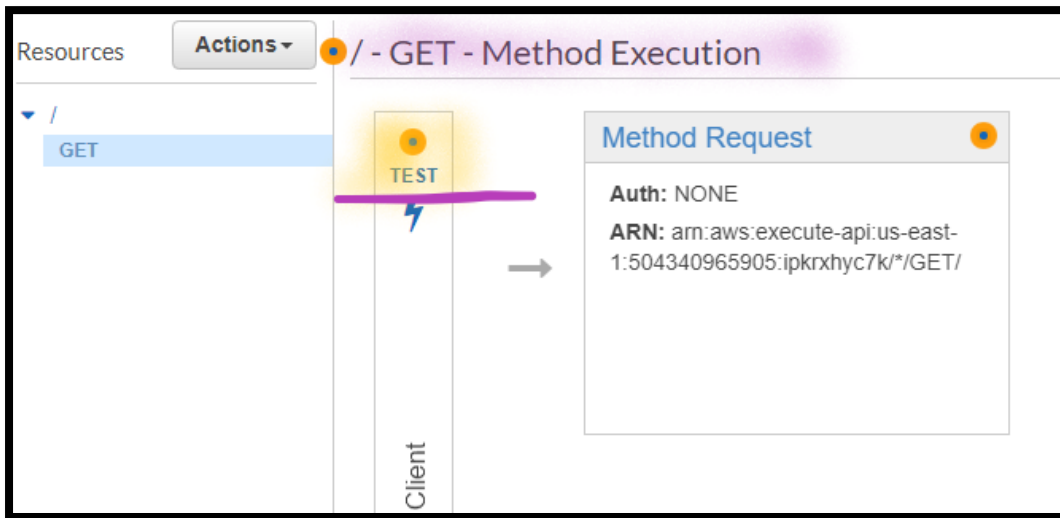 Resources
Actions
/ - GET - Method Execution
/
GET
TEST
Method Request
Auth: NONE
ARN: arn:aws:execute-api:us-east-
1:504340965905:ipkrxhyc7k/*/GET/
Client